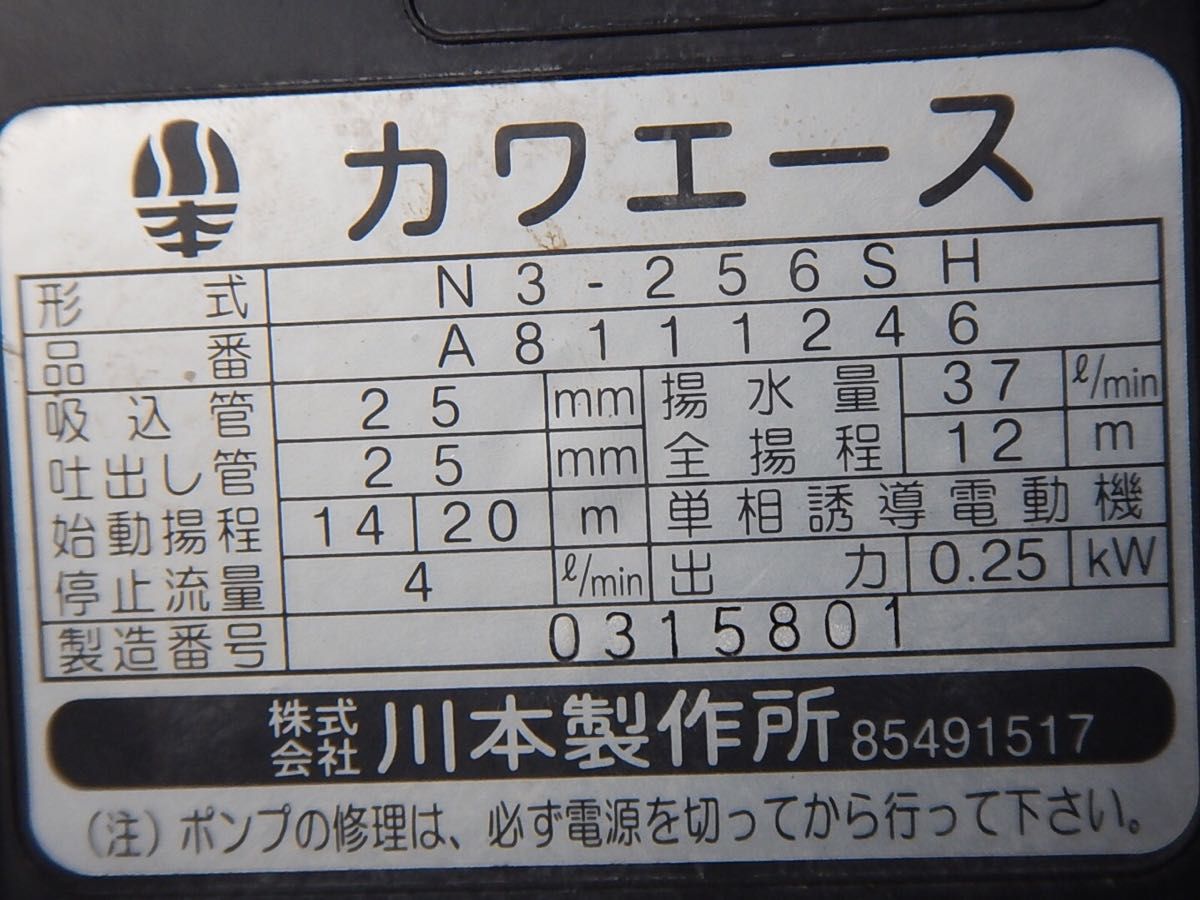 川本 カワエース
形式 N3-256SH
品番 A8111246
吸込管 25 mm 揚水量 37 ℓ/min
吐出し管 25 mm 全揚程 12 m
始動揚程 14 20 m 単相誘導電動機
停止流量 4 ℓ/min 出力 0.25 kW
製造番号 0315801
株式会社 川本製作所 85491517
(注) ポンプの修理は、必ず電源を切ってから行って下さい。